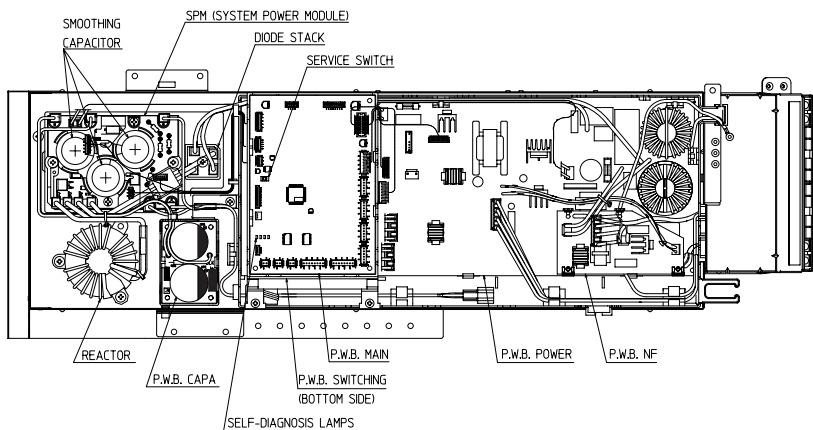 SMOOTHING
CAPACITOR
SPM (SYSTEM POWER MODULE)
DIODE STACK
SERVICE SWITCH
REACTOR
P.W.B. CAPA
P.W.B. MAIN
P.W.B. SWITCHING
(BOTTOM SIDE)
P.W.B. POWER
P.W.B. NF
SELF-DIAGNOSIS LAMPS